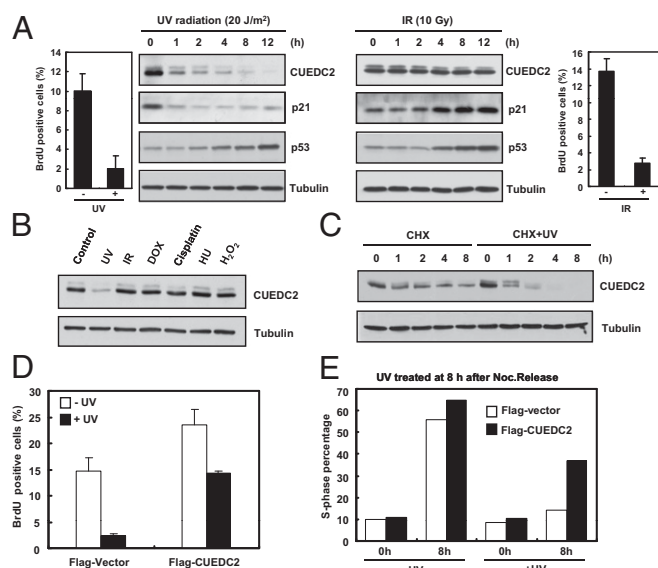 A
UV radiation (20 J/m²)
0 1 2 4 8 12 (h)
CUEDC2
p21
p53
Tubulin
BrdU positive cells (%)
14
12
10
8
6
4
2
0
- +
UV
IR (10 Gy)
0 1 2 4 8 12 (h)
CUEDC2
p21
p53
Tubulin
BrdU positive cells (%)
16
14
12
10
8
6
4
2
0
- +
IR
B
Control UV IR DOX Cisplatin HU H₂O₂
CUEDC2
Tubulin
C
CHX CHX+UV
0 1 2 4 8 0 1 2 4 8 (h)
CUEDC2
Tubulin
D
BrdU positive cells (%)
30
25
20
15
10
5
0
- UV
+ UV
Flag-Vector Flag-CUEDC2
E
UV treated at 8 h after Noc.Release
S-phase percentage
70
60
50
40
30
20
10
0
Flag-vector
Flag-CUEDC2
0h 8h 0h 8h